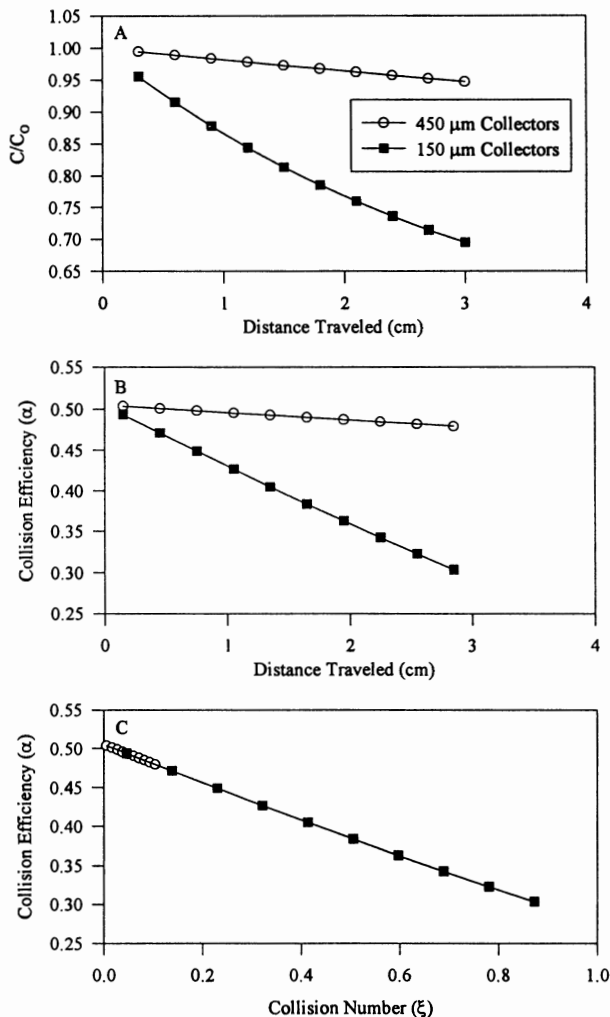 A
1.05
1.00
0.95
0.90
0.85
0.80
0.75
0.70
0.65
C/C₀
450 µm Collectors
150 µm Collectors
0 1 2 3 4
Distance Traveled (cm)
B
0.55
0.50
0.45
0.40
0.35
0.30
0.25
Collision Efficiency (α)
0 1 2 3 4
Distance Traveled (cm)
C
0.55
0.50
0.45
0.40
0.35
0.30
0.25
Collision Efficiency (α)
0.0 0.2 0.4 0.6 0.8 1.0
Collision Number (ξ)